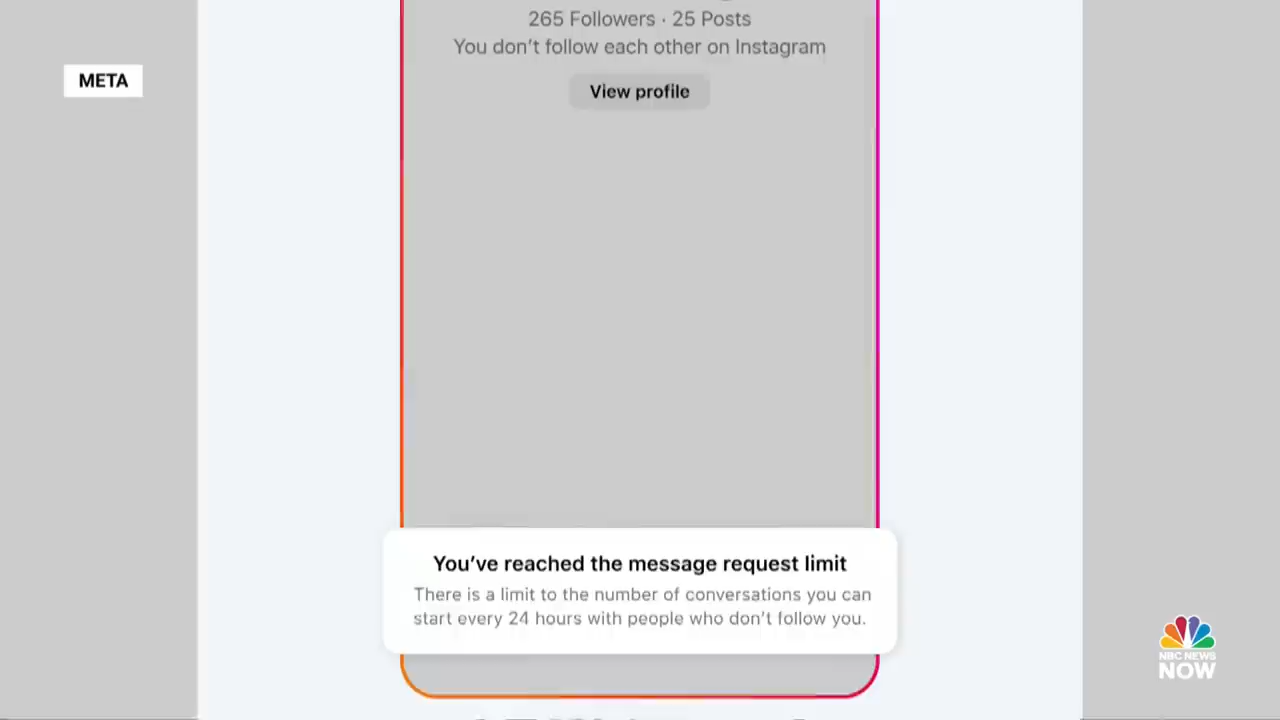 265 Followers · 25 Posts
You don't follow each other on Instagram
META
View profile
You've reached the message request limit
There is a limit to the number of conversations you can
start every 24 hours with people who don't follow you.
NBC NEWS
NOW